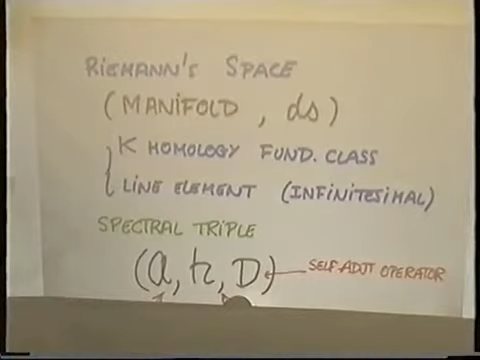 RIEMANN'S SPACE
(MANIFOLD, ds)
K HOMOLOGY FUND. CLASS
LINE ELEMENT (INFINITESIMAL)
SPECTRAL TRIPLE
(a, h, D) ← SELF-ADJT OPERATOR